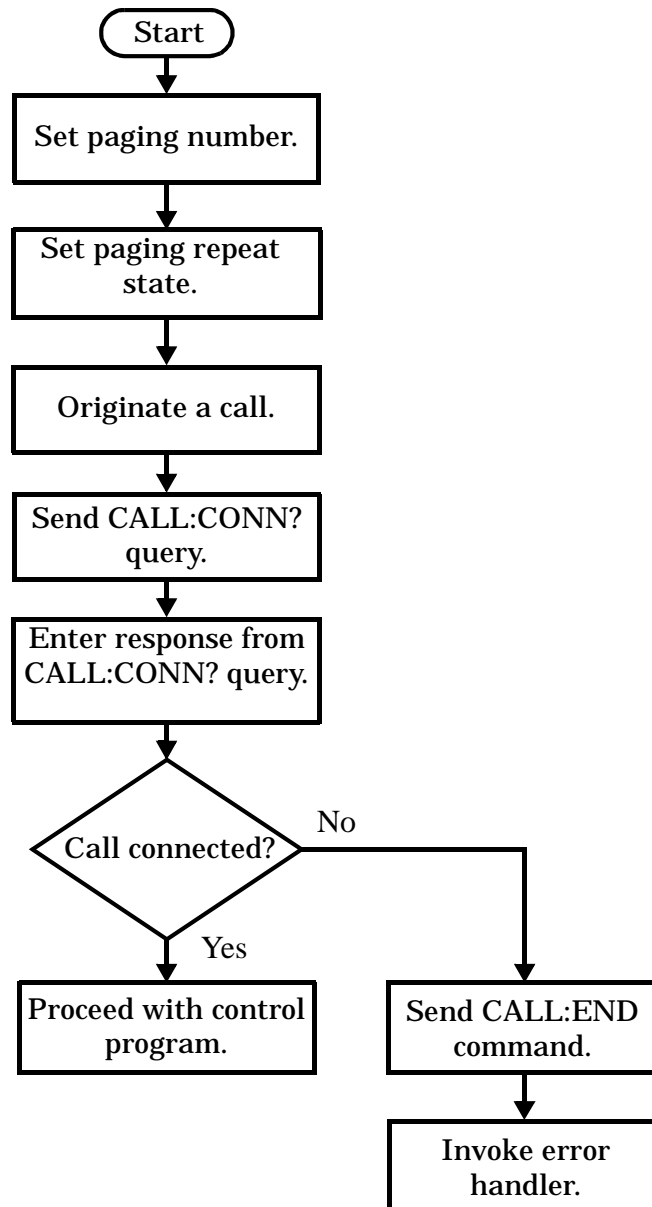 Start
Set paging number.
Set paging repeat
state.
Originate a call.
Send CALL:CONN?
query.
Enter response from
CALL:CONN? query.
Call connected?
No
Yes
Proceed with control
program.
Send CALL:END
command.
Invoke error
handler.